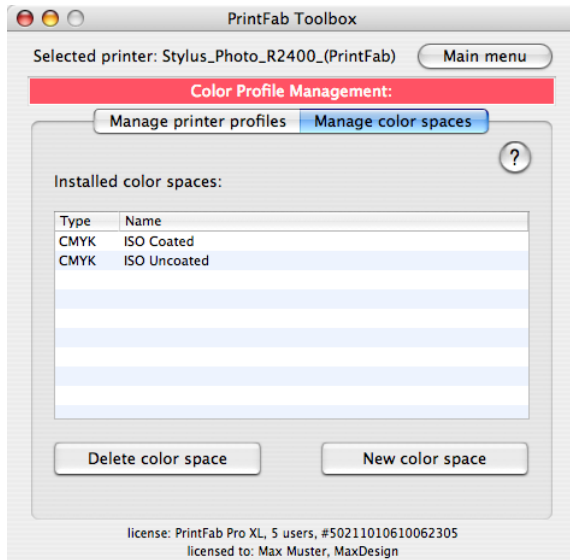 PrintFab Toolbox
Selected printer: Stylus_Photo_R2400_(PrintFab) Main menu
Color Profile Management:
Manage printer profiles Manage color spaces
?
Installed color spaces:
Type Name
CMYK ISO Coated
CMYK ISO Uncoated
Delete color space New color space
license: PrintFab Pro XL, 5 users, #50211010610062305
licensed to: Max Muster, MaxDesign